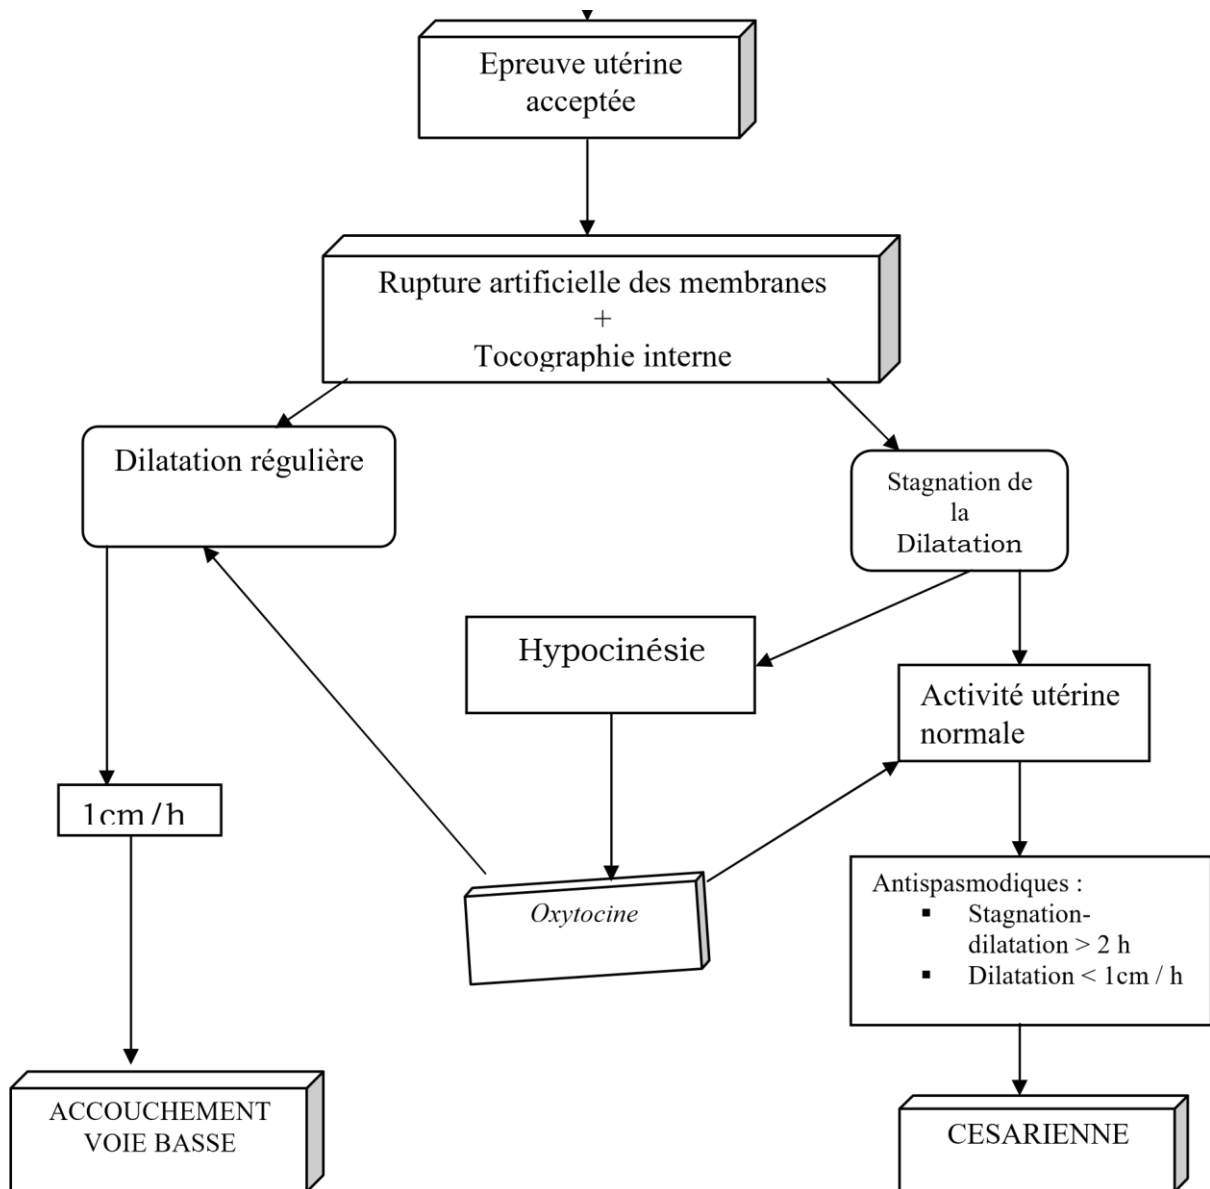 Epreuve utérine
acceptée
Rupture artificielle des membranes
+
Tocographie interne
Dilatation régulière
Stagnation de
la
Dilatation
Hypocinésie
Activité utérine
normale
1cm/h
Oxytocine
Antispasmodiques :
▪ Stagnation-
dilatation > 2 h
▪ Dilatation < 1cm / h
ACCOUCHEMENT
VOIE BASSE
CESARIENNE